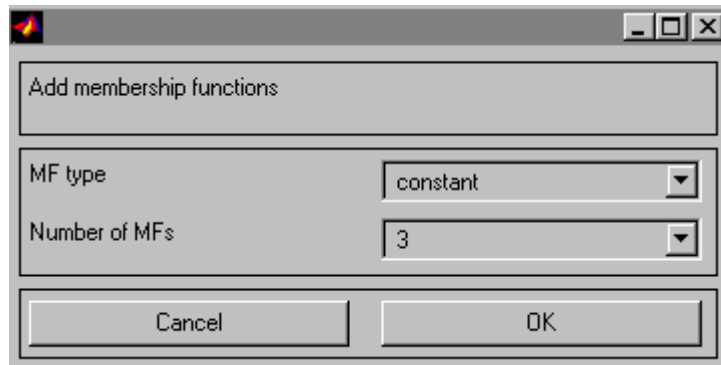 Add membership functions
MF type
constant
Number of MFs
3
Cancel
OK